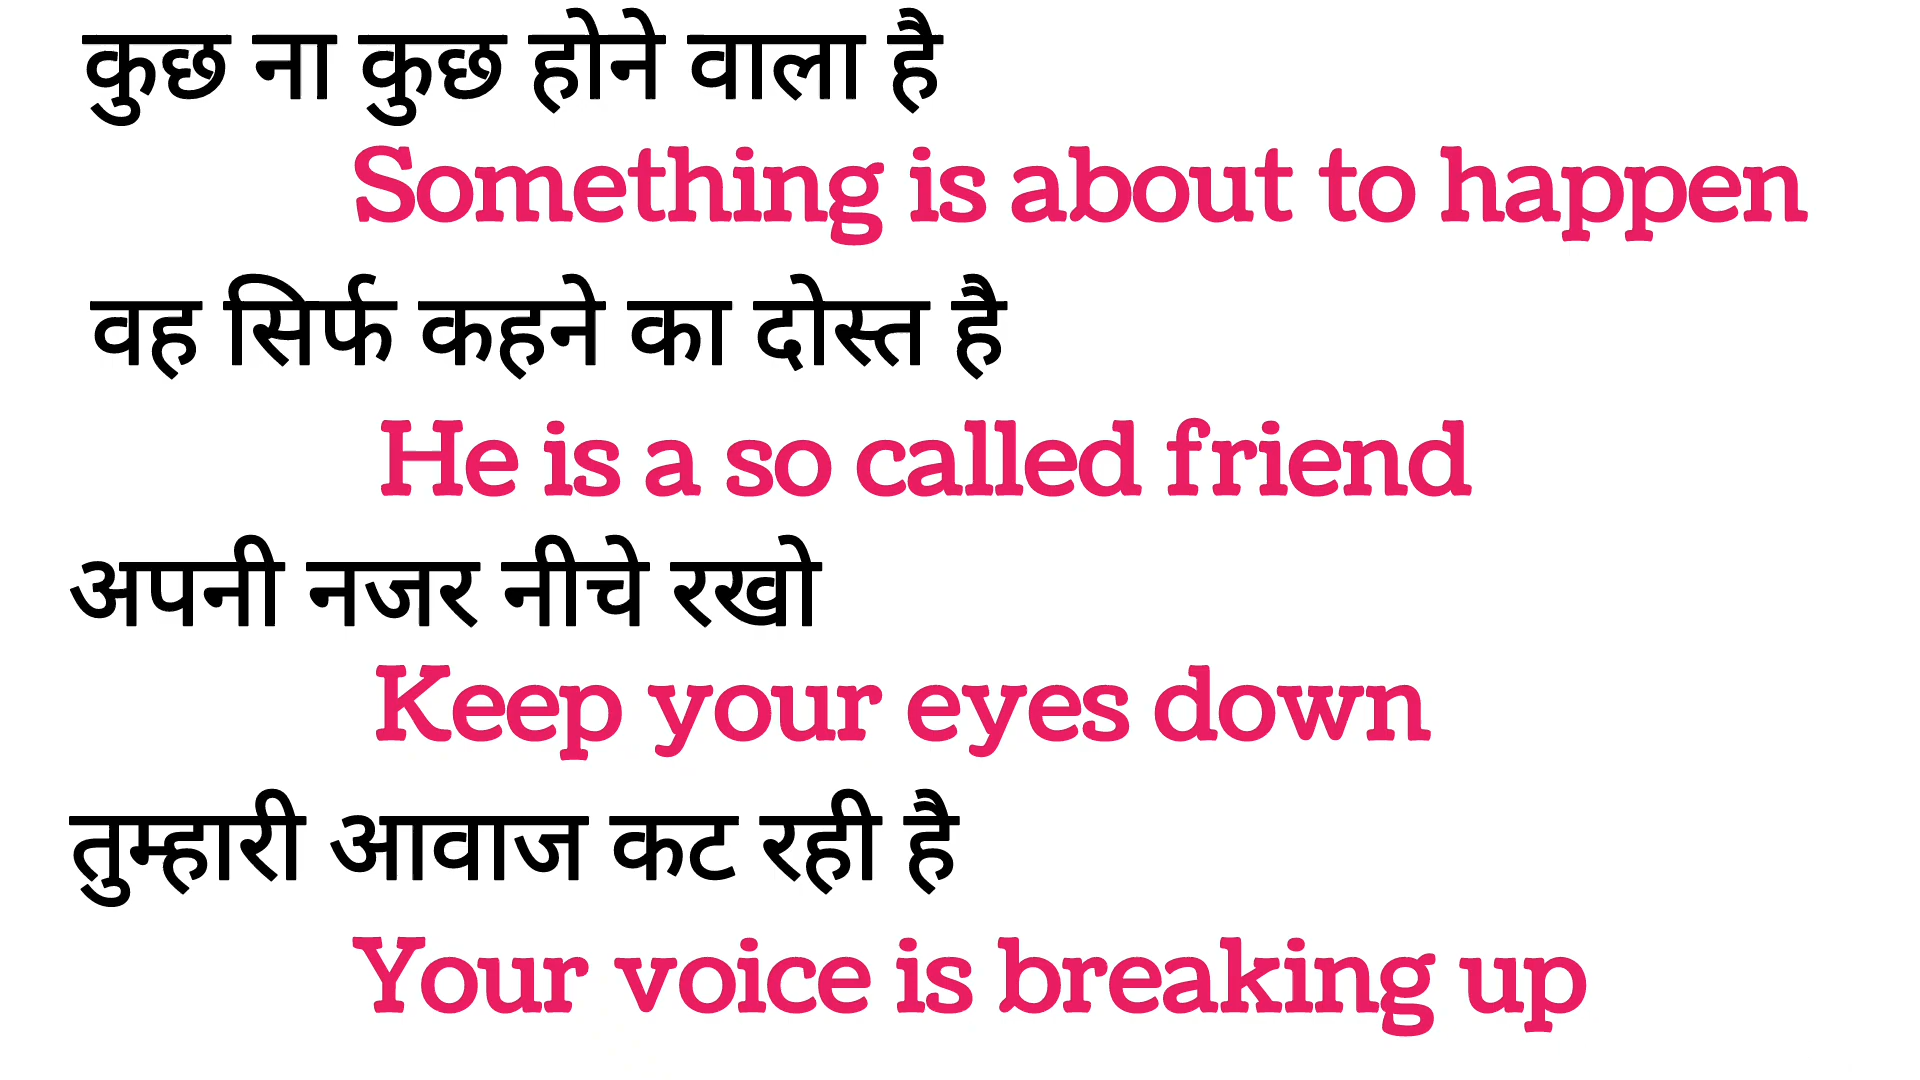 कुछ ना कुछ होने वाला है
Something is about to happen
वह सिर्फ कहने का दोस्त है
He is a so called friend
अपनी नजर नीचे रखो
Keep your eyes down
तुम्हारी आवाज कट रही है
Your voice is breaking up